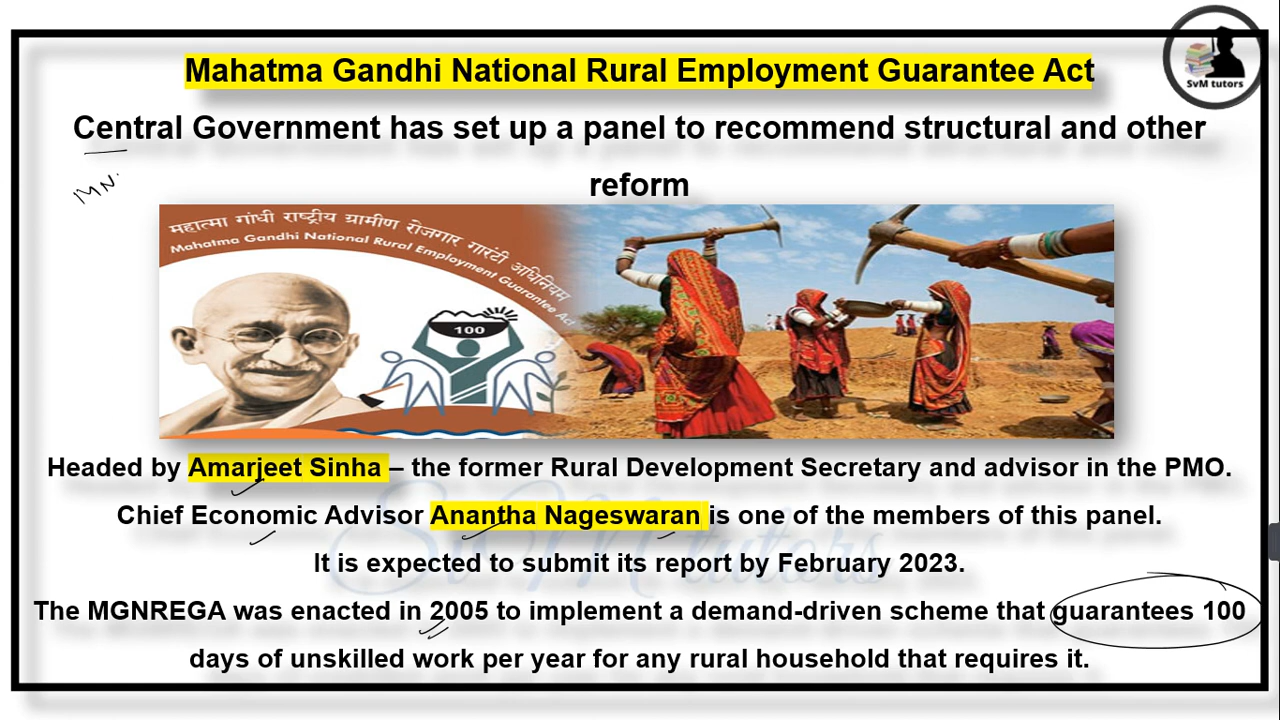 SvM tutors
Mahatma Gandhi National Rural Employment Guarantee Act
Central Government has set up a panel to recommend structural and other
reform
महात्मा गांधी राष्ट्रीय ग्रामीण रोजगार गारंटी अधिनियम
Mahatma Gandhi National Rural Employment Guarantee Act
100
Headed by Amarjeet Sinha – the former Rural Development Secretary and advisor in the PMO.
Chief Economic Advisor Anantha Nageswaran is one of the members of this panel.
It is expected to submit its report by February 2023.
SvM tutors
The MGNREGA was enacted in 2005 to implement a demand-driven scheme that guarantees 100
days of unskilled work per year for any rural household that requires it.